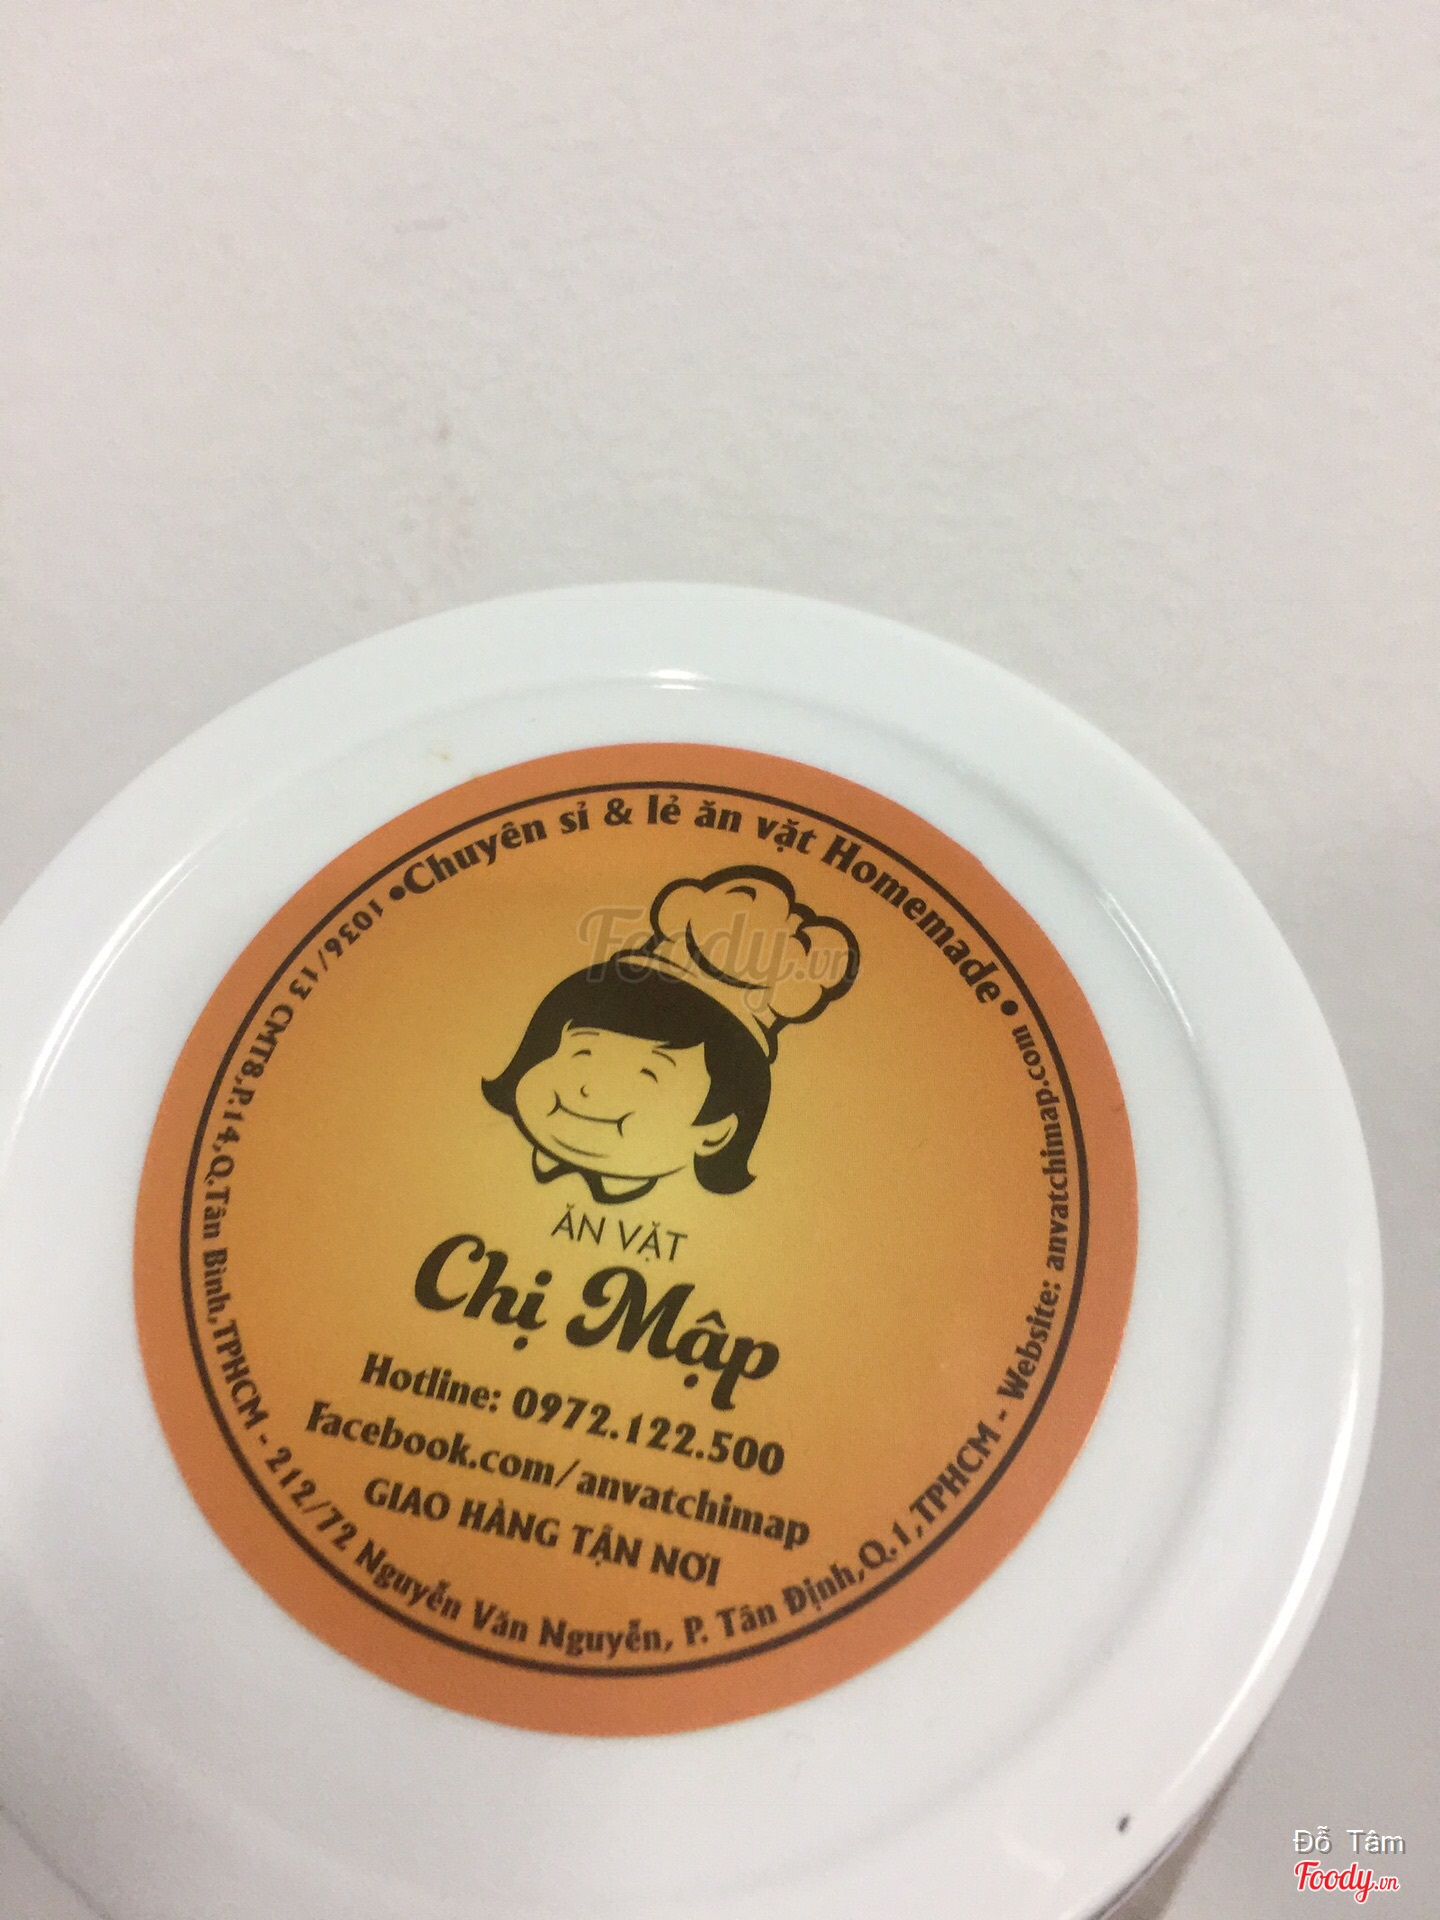 •Chuyên sỉ & lẻ ăn vặt Homemade•
ĂN VẶT
Chị Mập
Hotline: 0972.122.500
Facebook.com/anvatchimap
GIAO HÀNG TẬN NƠI
1036/13 CMT8,P.14,Q.Tân Bình,TPHCM - 212/72 Nguyễn Văn Nguyễn, P. Tân Định,Q.1,TPHCM - Website: anvatchimap.com
Foody.vn
Đỗ Tâm
Foody.vn